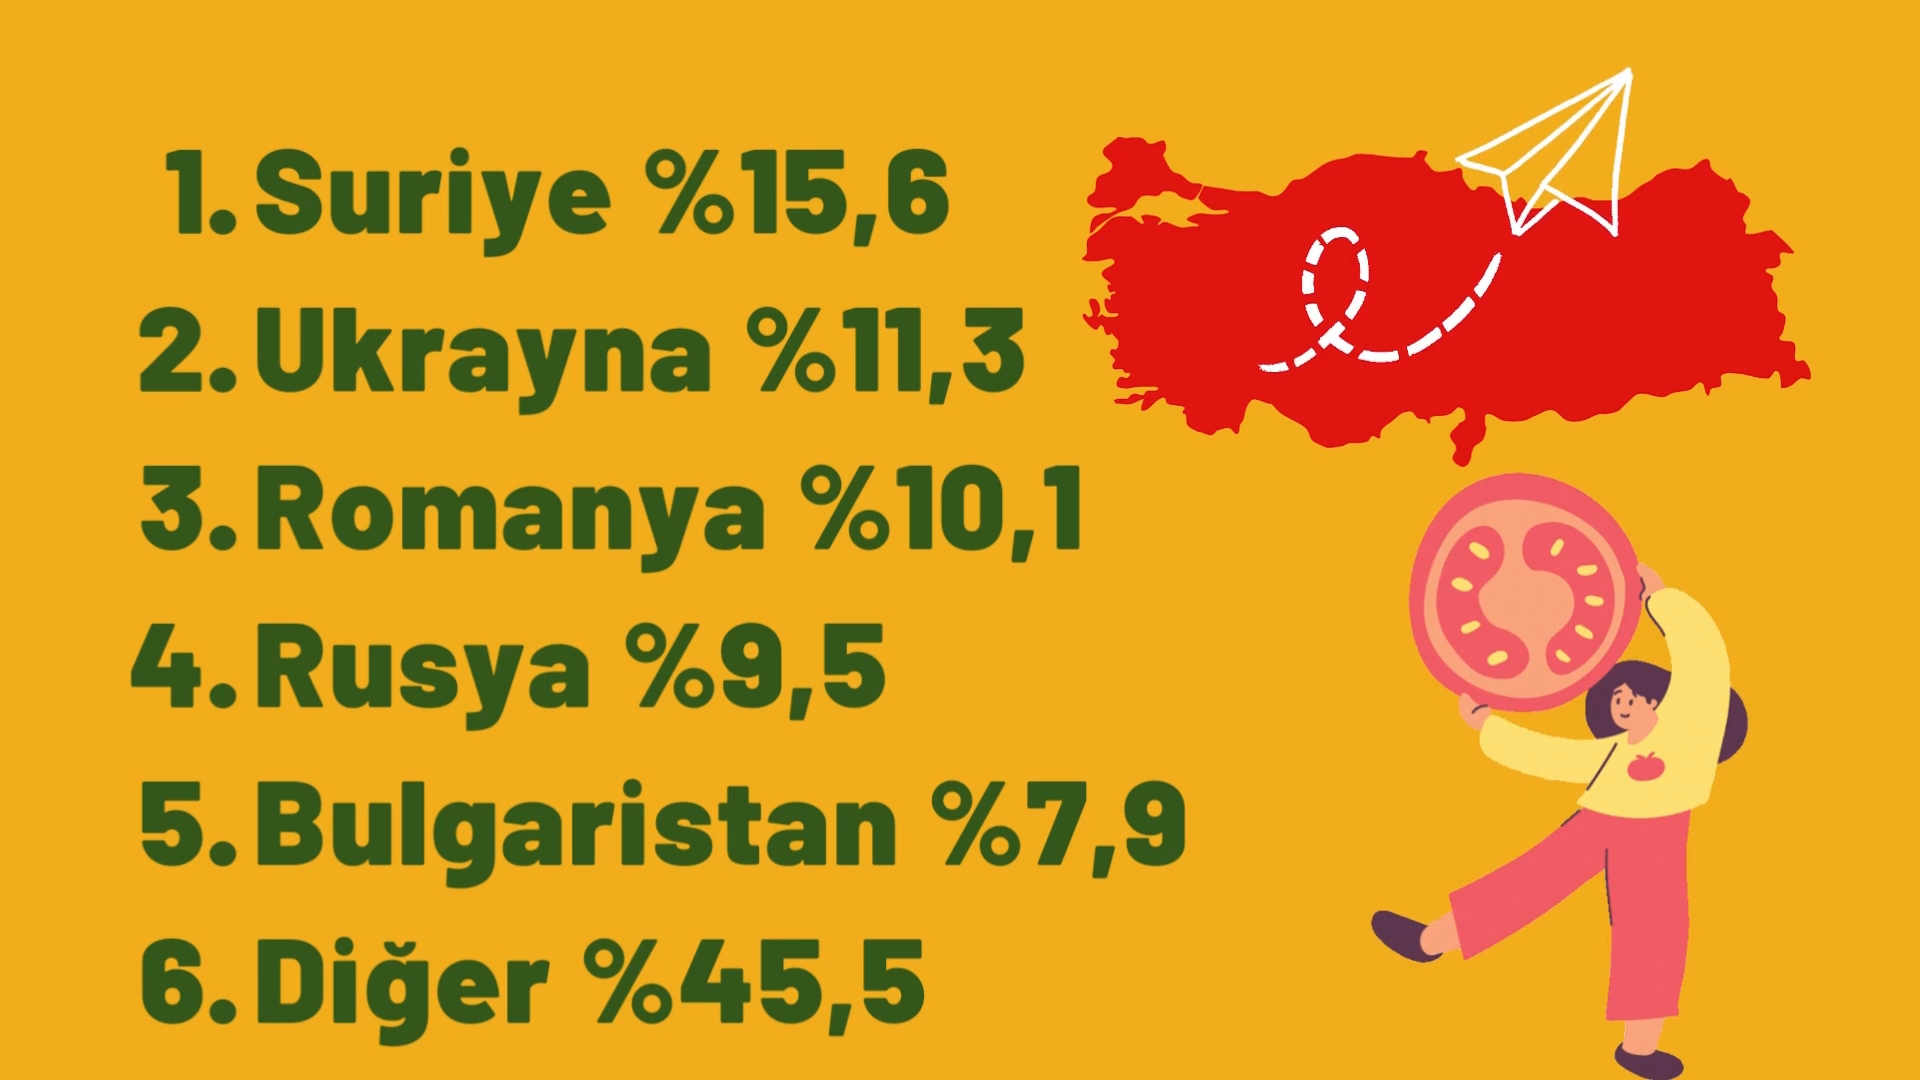 1. Suriye %15,6
2. Ukrayna %11,3
3. Romanya %10,1
4. Rusya %9,5
5. Bulgaristan %7,9
6. Diğer %45,5